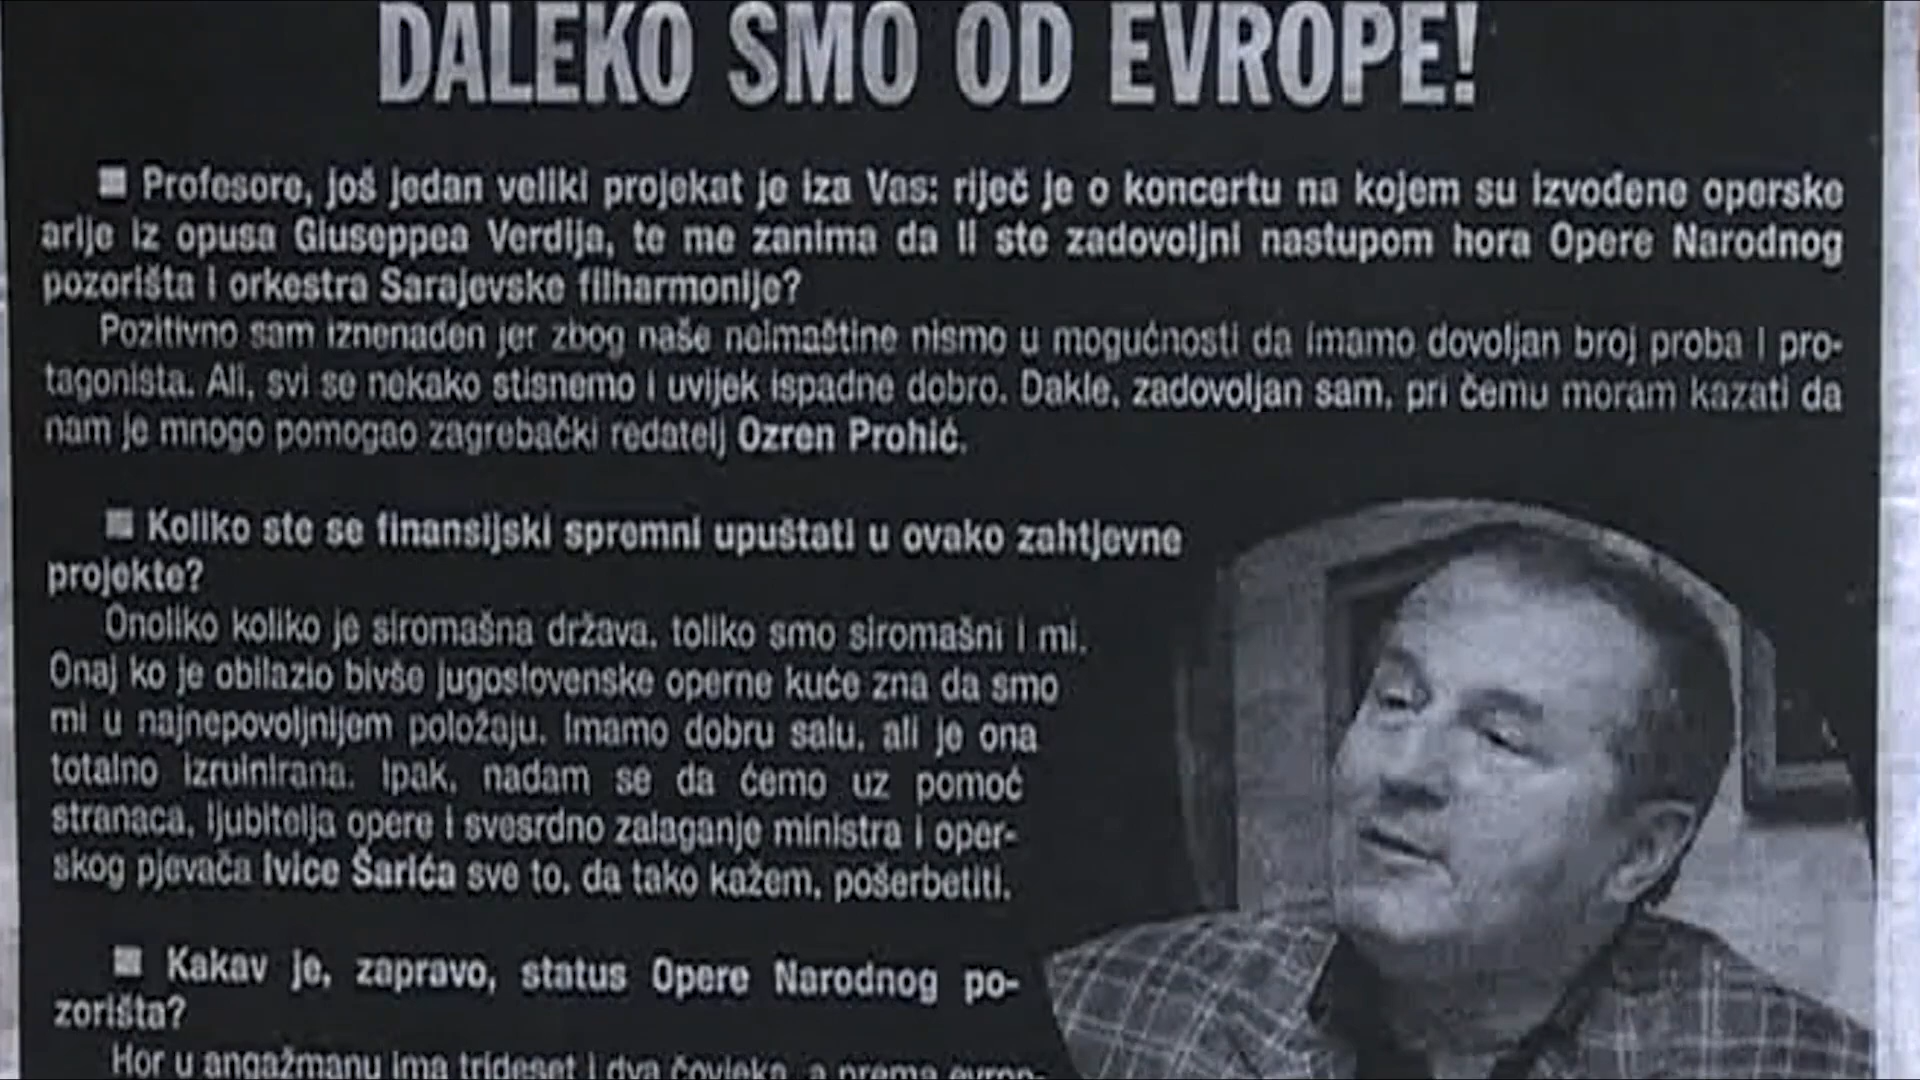 DALEKO SMO OD EVROPE!
■ Profesore, još jedan veliki projekat je iza Vas: riječ je o koncertu na kojem su izvođene operske
arije iz opusa Giuseppea Verdija, te me zanima da li ste zadovoljni nastupom hora Opere Narodnog
pozorišta i orkestra Sarajevske filharmonije?
Pozitivno sam iznenađen jer zbog naše neimaštine nismo u mogućnosti da imamo dovoljan broj proba i pro-
tagonista. Ali, svi se nekako stisnemo i uvijek ispadne dobro. Dakle, zadovoljan sam, pri čemu moram kazati da
nam je mnogo pomogao zagrebački redatelj Ozren Prohić.
■ Koliko ste se finansijski spremni upuštati u ovako zahtjevne
projekte?
Onoliko koliko je siromašna država, toliko smo siromašni i mi.
Onaj ko je obilazio bivše jugoslovenske operne kuće zna da smo
mi u najnepovoljnijem položaju. Imamo dobru salu, ali je ona
totalno izruinirana. Ipak, nadam se da ćemo uz pomoć
stranaca, ljubitelja opere i svesrdno zalaganje ministra i oper-
skog pjevača Ivice Šarića sve to, da tako kažem, pošerbetiti.
■ Kakav je, zapravo, status Opere Narodnog po-
zorišta?
Hor u angažmanu ima trideset i dva čovjeka, a prema evrop-